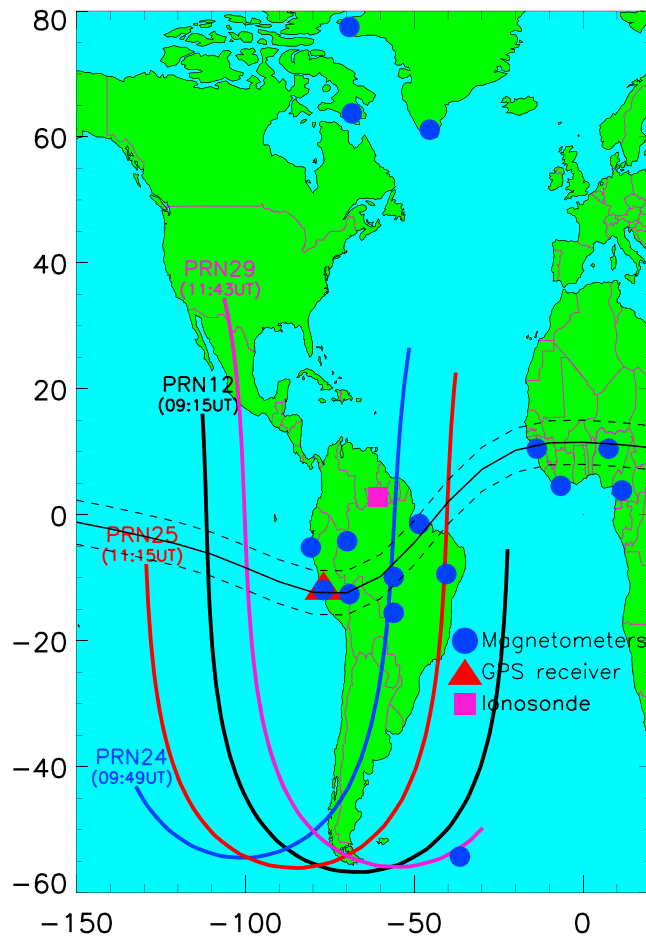 80
60
40
PRN29
(11:43UT)
20
PRN12
(09:15UT)
0
PRN25
(11:15UT)
−20
Magnetometers
GPS receiver
Ionosonde
−40
PRN24
(09:49UT)
−60
−150
−100
−50
0